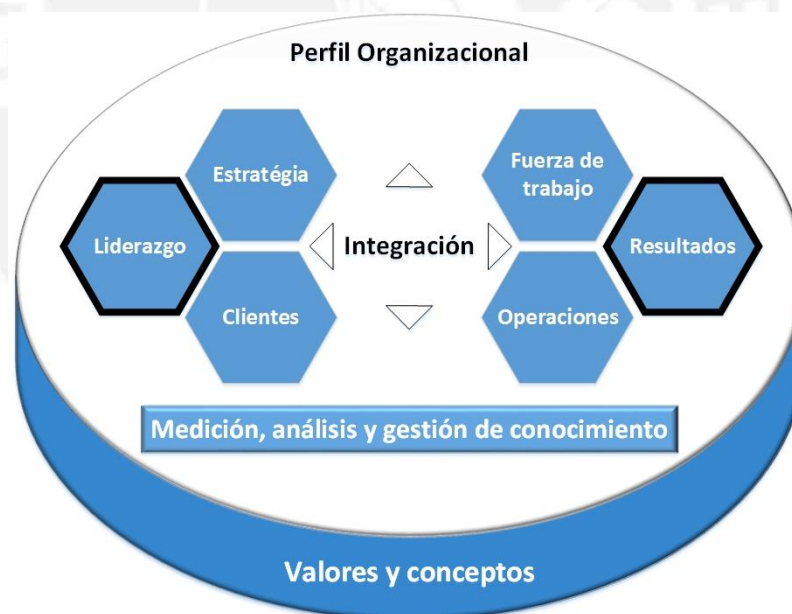 Perfil Organizacional
Estratégia
Fuerza de
trabajo
Liderazgo
Integración
Resultados
Clientes
Operaciones
Medición, análisis y gestión de conocimiento
Valores y conceptos